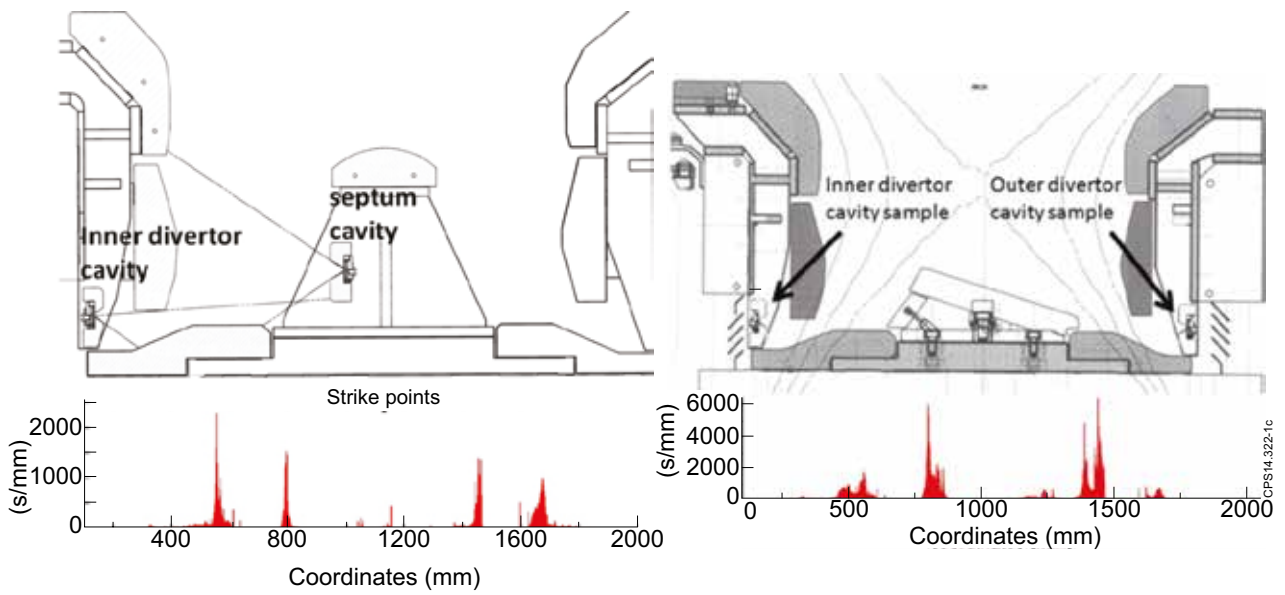 septum
cavity
Inner divertor
cavity
Strike points
2000
1000
0
(s/mm)
400
800
1200
1600
2000
Coordinates (mm)
Inner divertor
cavity sample
Outer divertor
cavity sample
6000
4000
2000
0
(s/mm)
0
500
1000
1500
2000
Coordinates (mm)
CPS14.322-1c